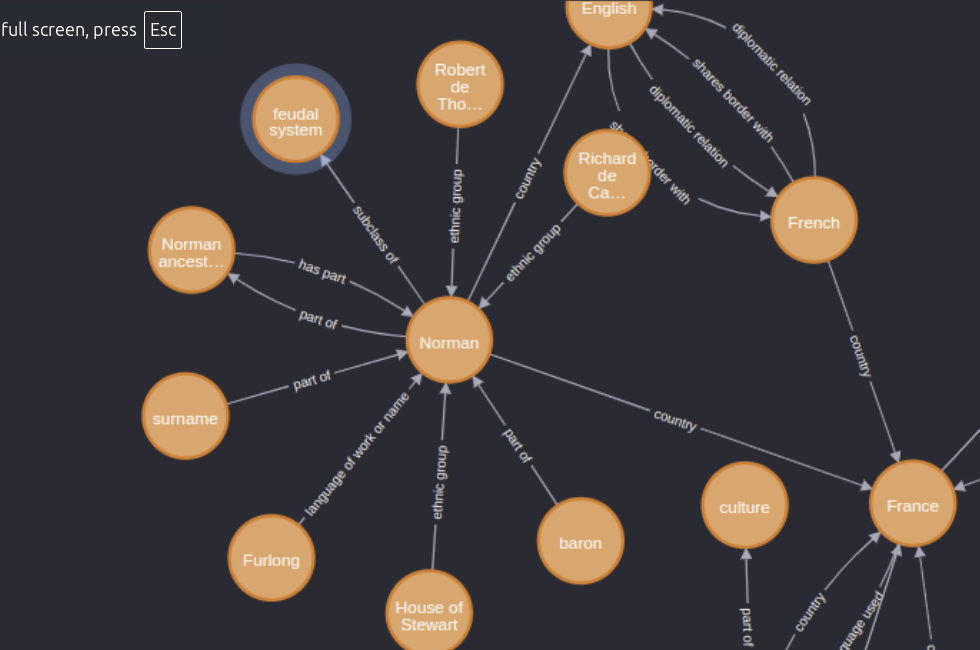 full screen, press Esc
English
Robert
de
Tho…
feudal
system
diplomatic relation
shares border with
diplomatic relation
sh
order with
country
Richard
de
Ca…
ethnic group
ethnic group
subclass of
French
Norman
ancest…
has part
part of
Norman
country
country
part of
surname
language of work or name
ethnic group
part of
culture
France
baron
Furlong
House of
Stewart
country
guage used
part of